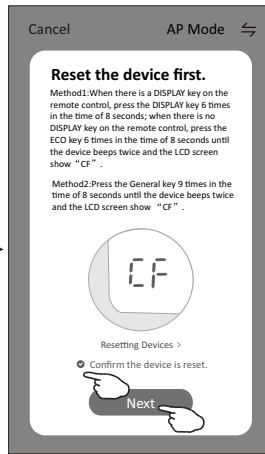 Cancel AP Mode
Reset the device first.
Method1:When there is a DISPLAY key on the
remote control, press the DISPLAY key 6 times
in the time of 8 seconds; when there is no
DISPLAY key on the remote control, press the
ECO key 6 times in the time of 8 seconds until
the device beeps twice and the LCD screen
show “CF”.
Method2:Press the General key 9 times in the
time of 8 seconds until the device beeps twice
and the LCD screen show “CF”.
CF
Resetting Devices >
Confirm the device is reset.
Next